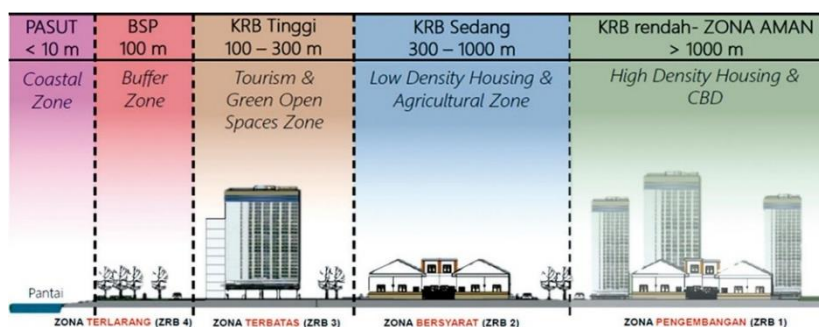 PASUT
< 10 m
Coastal
Zone
BSP
100 m
Buffer
Zone
KRB Tinggi
100 – 300 m
Tourism &
Green Open
Spaces Zone
KRB Sedang
300 – 1000 m
Low Density Housing &
Agricultural Zone
KRB rendah- ZONA AMAN
> 1000 m
High Density Housing &
CBD
Pantai
ZONA TERLARANG (ZRB 4)
ZONA TERBATAS (ZRB 3)
ZONA BERSYARAT (ZRB 2)
ZONA PENGEMBANGAN (ZRB 1)